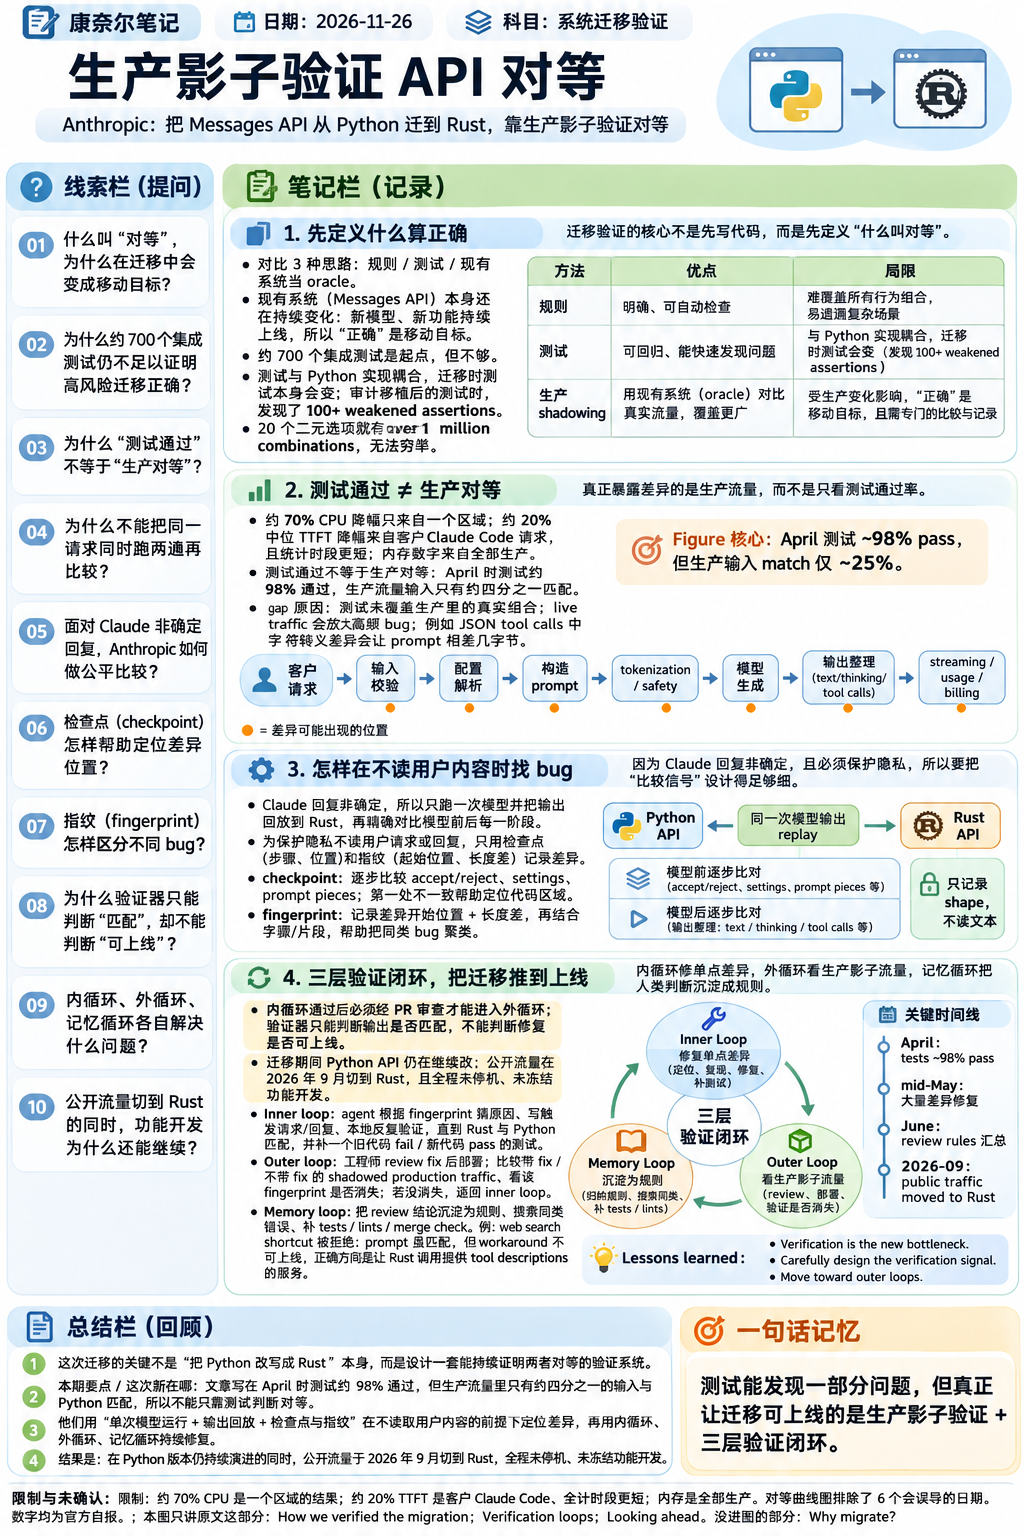 康奈尔笔记
日期：2026-11-26
科目：系统迁移验证
生产影子验证 API 对等
Anthropic：把 Messages API 从 Python 迁到 Rust，靠生产影子验证对等
线索栏（提问）
01
什么叫“对等”，
为什么在迁移中会
变成移动目标？
02
为什么约 700个集成
测试仍不足以证明
高风险迁移正确？
03
为什么“测试通过”
不等于“生产对等”？
04
为什么不能把同一
请求同时跑两遍再
比较？
05
面对 Claude 非确定
回复，Anthropic 如何
做公平比较？
06
检查点（checkpoint）
怎样帮助定位差异
位置？
07
指纹（fingerprint）
怎样区分不同 bug？
08
为什么验证器只能
判断“匹配”，却不能
判断“可上线”？
09
内循环、外循环、
记忆循环各自解决
什么问题？
10
公开流量切到 Rust
的同时，功能开发
为什么还能继续？
笔记栏（记录）
1. 先定义什么算正确
迁移验证的核心不是先写代码，而是先定义“什么叫对等”。
• 对比 3 种思路：规则 / 测试 / 现有
系统当 oracle。
• 现有系统（Messages API）本身还
在持续变化：新模型、新功能持续
上线，所以“正确”是移动目标。
• 约 700 个集成测试是起点，但不够。
• 测试与 Python 实现耦合，迁移时测
试本身会变；审计移植后的测试时，
发现了 100+ weakened assertions。
• 20 个二元选项就有 over 1 million
combinations，无法穷举。
方法 优点 局限
规则 明确、可自动检查 难覆盖所有行为组合，
易遗漏复杂场景
测试 可回归、能快速发现问题 与 Python 实现耦合，迁移
时测试会变（发现 100+ weakened
assertions）
生产
shadowing
用现有系统（oracle）对比
真实流量，覆盖更广
受生产变化影响，“正确”是
移动目标，且需专门的比较与记录
2. 测试通过 ≠ 生产对等
真正暴露差异的是生产流量，而不是只看测试通过率。
• 约 70% CPU 降幅只来自一个区域；约 20%
中位 TTFT 降幅来自客户Claude Code 请求，
且统计时段更短；内存数字来自全部生产。
• 测试通过不等于生产对等：April 时测试约
98% 通过，生产流量输入只有约四分之一匹配。
• gap 原因：测试未覆盖生产里的真实组合；live
traffic 会放大高频 bug；例如 JSON tool calls 中
字 符转义差异会让 prompt 相差几字节。
Figure 核心：April 测试 ~98% pass，
但生产输入 match 仅 ~25%。
客户
请求
输入
校验
配置
解析
构造
prompt
tokenization
/ safety
模型
生成
输出整理
(text/thinking/
tool calls)
streaming /
usage /
billing
= 差异可能出现的位置
3. 怎样在不读用户内容时找 bug
因为 Claude 回复非确定，且必须保护隐私，所以要把
“比较信号”设计得足够细。
• Claude 回复非确定，所以只跑一次模型并把输出
回放到 Rust，再精确对比模型前后每一阶段。
• 为保护隐私不读用户请求或回复，只用检查点
（步骤、位置）和指纹（起始位置、长度差）记录差异。
• checkpoint：逐步比较 accept/reject、settings、
prompt pieces；第一处不一致帮助定位代码区域。
• fingerprint：记录差异开始位置 + 长度差，再结合
字/片段，帮助把同类 bug 聚类。
Python
API
同一次模型输出
replay
Rust
API
模型前逐步比对
(accept/reject、settings、prompt pieces 等)
模型后逐步比对
(输出整理：text / thinking / tool calls 等)
只记录
shape，
不读文本
4. 三层验证闭环，把迁移推到上线
内循环修单点差异，外循环看生产影子流量，记忆循环把
人类判断沉淀成规则。
• 内循环通过后必须经 PR 审查才能进入外循环；
验证器只能判断输出是否匹配，不能判断修复
是否可上线。
• 迁移期间 Python API 仍在继续改；公开流量在
2026 年 9 月切到 Rust，且全程未停机、未冻结
功能开发。
• Inner loop：agent 根据 fingerprint 猜原因、写触
发请求/回复、本地反复验证，直到 Rust 与 Python
匹配，并补一个旧代码 fail / 新代码 pass 的测试。
• Outer loop：工程师 review fix 后部署；比较带 fix /
不带 fix 的 shadowed production traffic、看该
fingerprint 是否消失；若没消失，返回 inner loop。
• Memory loop：把 review 结论沉淀为规则、搜索同类
错误、补 tests / lints / merge check。例：web search
shortcut 被拒绝：prompt 虽匹配，但 workaround 不
可上线，正确方向是让 Rust 调用提供 tool descriptions
的服务。
Inner Loop
修复单点差异
（定位、复现、修复、
补测试）
三层
验证闭环
Memory Loop
沉淀为规则
（归纳规则、搜索同类、
补 tests / lints）
Outer Loop
看生产影子流量
（review、部署、
验证是否消失）
关键时间线
April：
tests ~98% pass
mid-May：
大量差异修复
June：
review rules 汇总
2026-09：
public traffic
moved to Rust
Lessons learned：
• Verification is the new bottleneck.
• Carefully design the verification signal.
• Move toward outer loops.
总结栏（回顾）
1 这次迁移的关键不是“把 Python 改写成 Rust”本身，而是设计一套能持续证明两者对等的验证系统。
2 本期要点 / 这次新在哪：文章写在 April 时测试约 98% 通过，但生产流量里只有约四分之一的输入与
Python 匹配，所以不能只靠测试判断对等。
3 他们用“单次模型运行 + 输出回放 + 检查点与指纹”在不读取用户内容的前提下定位差异，再用内循环、
外循环、记忆循环持续修复。
4 结果是：在 Python 版本仍持续演进的同时，公开流量于 2026 年 9 月切到 Rust，全程未停机、未冻结功能开发。
一句话记忆
测试能发现一部分问题，但真正
让迁移可上线的是生产影子验证 +
三层验证闭环。
限制与未确认：限制：约 70% CPU 是一个区域的结果；约 20% TTFT 是客户 Claude Code、全计时段更短；内存是全部生产。对等曲线图排除了 6 个会误导的日期。
数字均为官方自报。；本图只讲原文这部分：How we verified the migration；Verification loops；Looking ahead。没进图的部分：Why migrate?